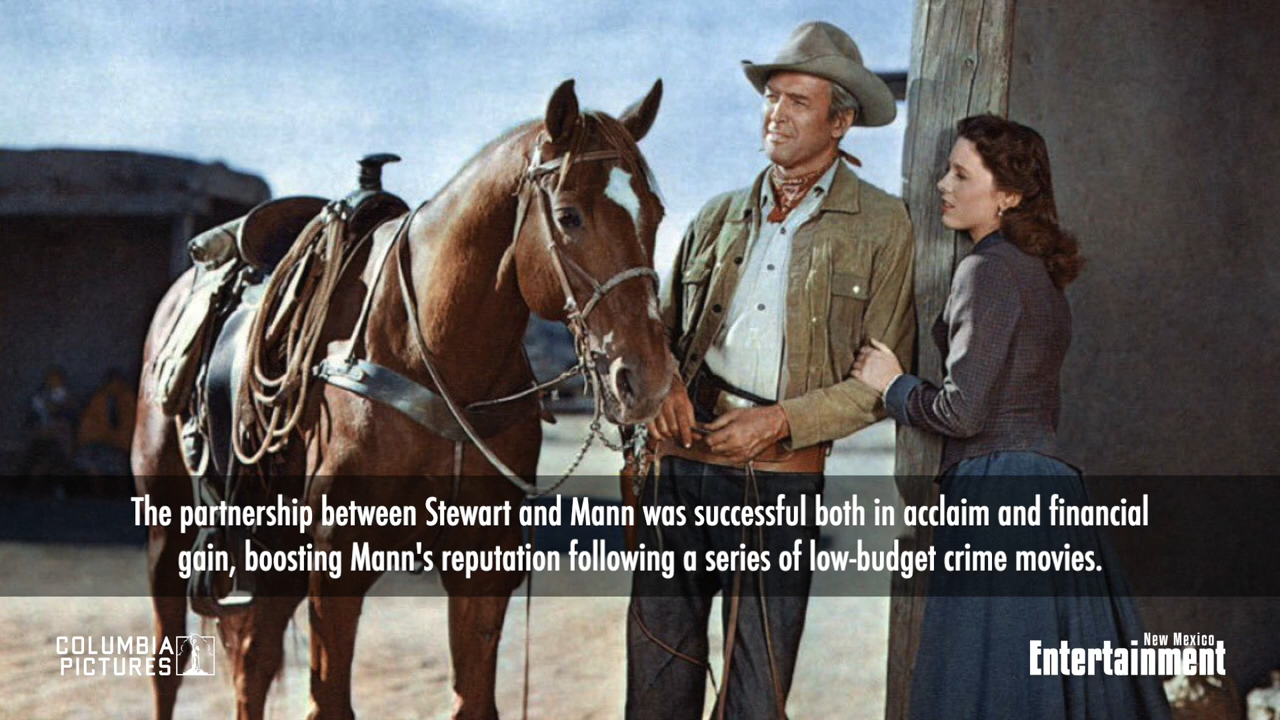 The partnership between Stewart and Mann was successful both in acclaim and financial
gain, boosting Mann's reputation following a series of low-budget crime movies.
COLUMBIA
PICTURES
New Mexico
Entertainment